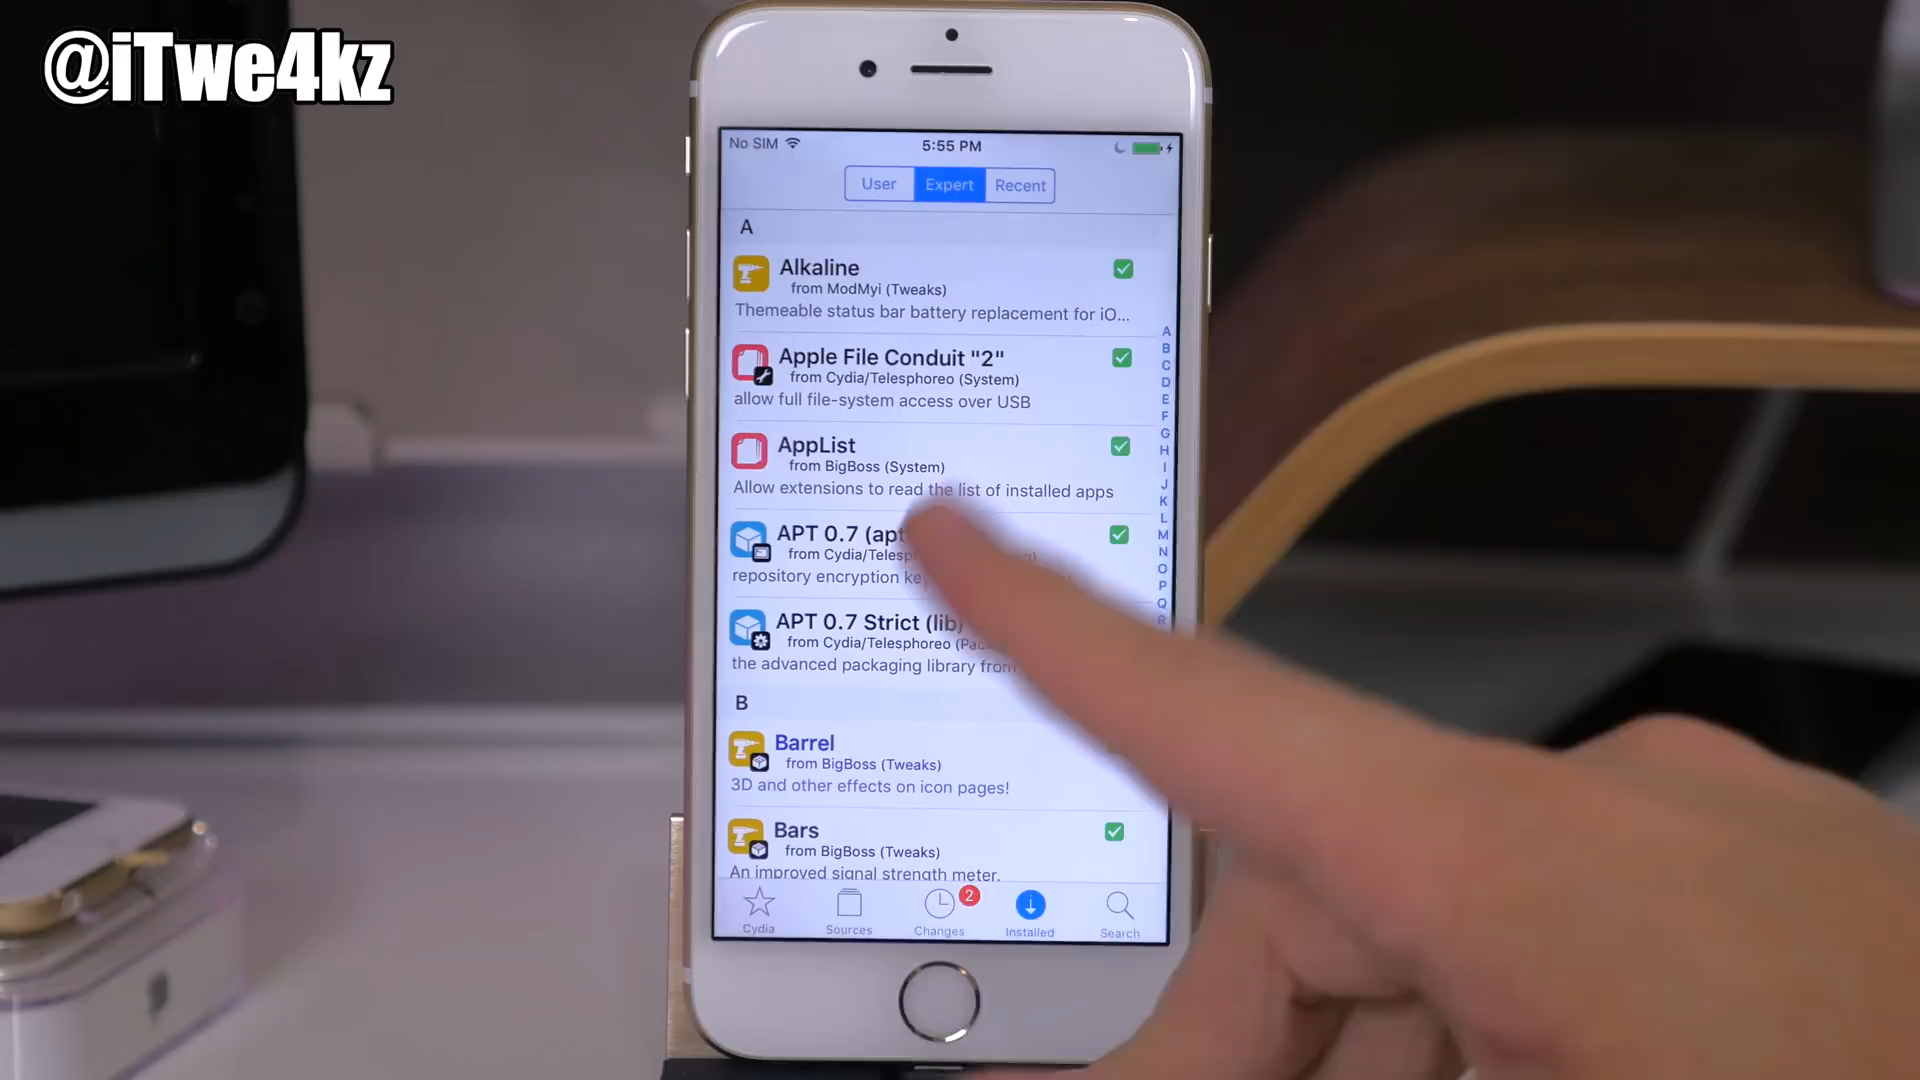 @iTwe4kz
No SIM
5:55 PM
User
Expert
Recent
A
Alkaline
from ModMyi (Tweaks)
Themeable status bar battery replacement for iO...
Apple File Conduit "2"
from Cydia/Telesphoreo (System)
allow full file-system access over USB
AppList
from BigBoss (System)
Allow extensions to read the list of installed apps
APT 0.7 (apt
from Cydia/Telesp
repository encryption
APT 0.7 Strict (lib)
from Cydia/Telesphoreo (Pac
the advanced packaging library from
B
Barrel
from BigBoss (Tweaks)
3D and other effects on icon pages!
Bars
from BigBoss (Tweaks)
An improved signal strength meter.
A
B
C
D
E
F
G
H
I
J
K
L
M
N
O
P
Q
R
2
Cydia
Sources
Changes
Installed
Search